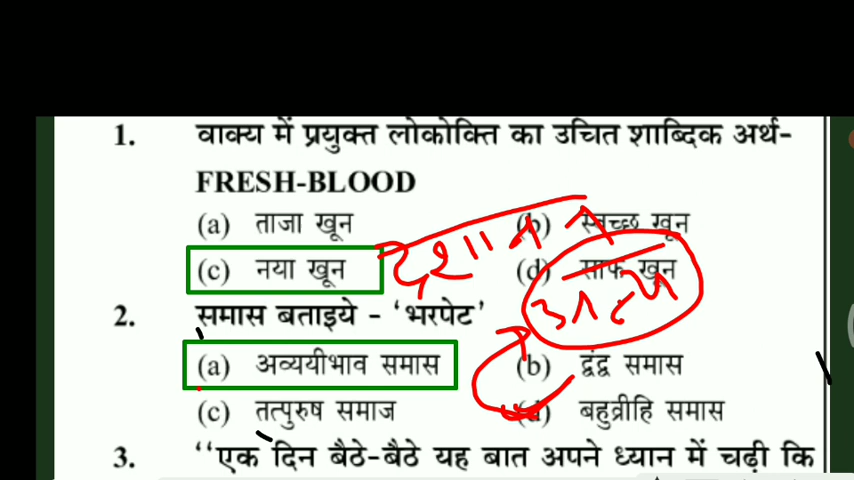 1. वाक्य में प्रयुक्त लोकोक्ति का उचित शाब्दिक अर्थ-
FRESH-BLOOD
(a) ताजा खून (b) स्वच्छ खून
(c) नया खून (d) साफ खून
2. समास बताइये - 'भरपेट'
(a) अव्ययीभाव समास (b) द्वंद्व समास
(c) तत्पुरुष समाज (d) बहुव्रीहि समास
3. ‘‘एक दिन बैठे-बैठे यह बात अपने ध्यान में चढ़ी कि